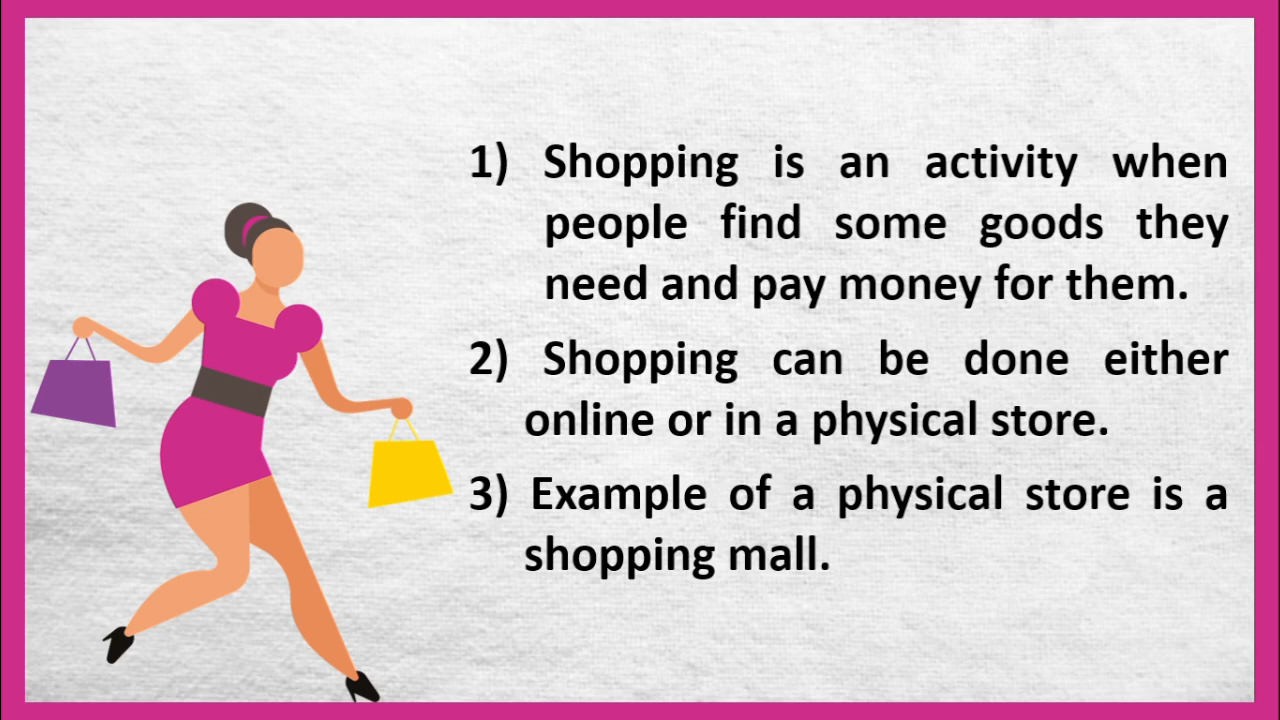 1) Shopping is an activity when
people find some goods they
need and pay money for them.
2) Shopping can be done either
online or in a physical store.
3) Example of a physical store is a
shopping mall.